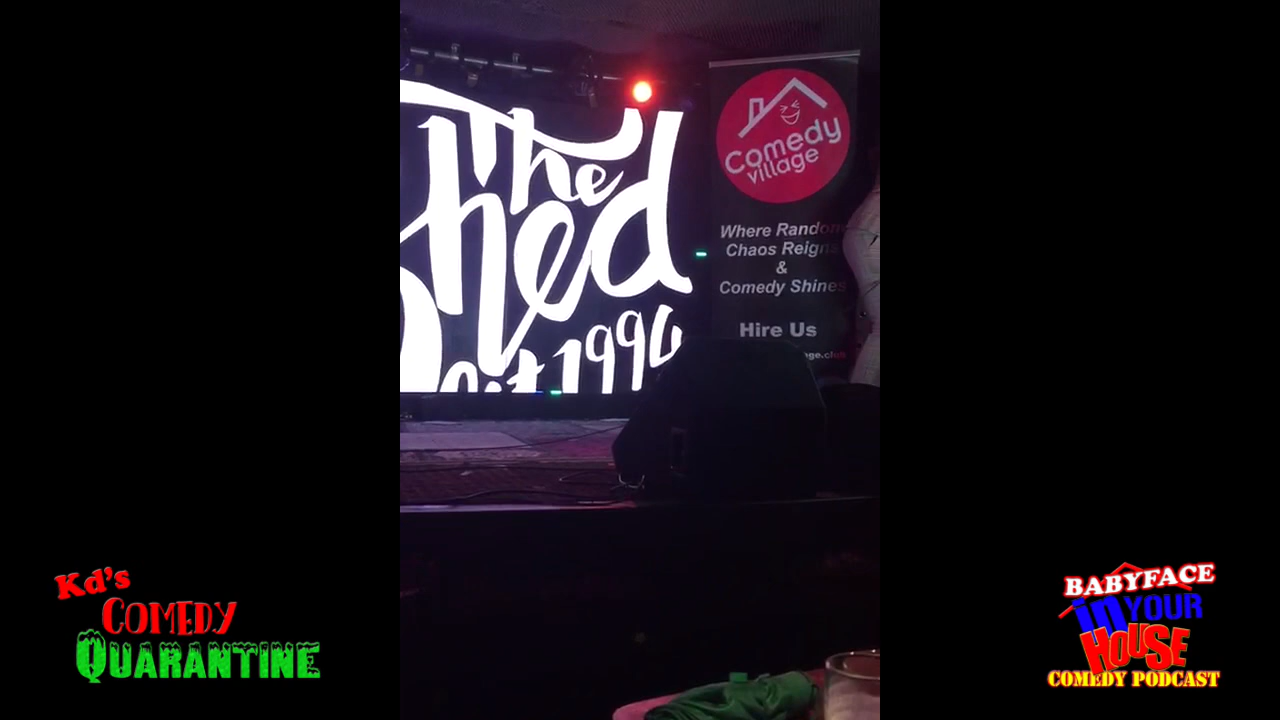 The
Shed
est 1994
Comedy
village
Where Random
Chaos Reigns
&
Comedy Shines
Hire Us
Kd's
COMEDY
QUARANTINE
BABYFACE
in YOUR
HOUSE
COMEDY PODCAST